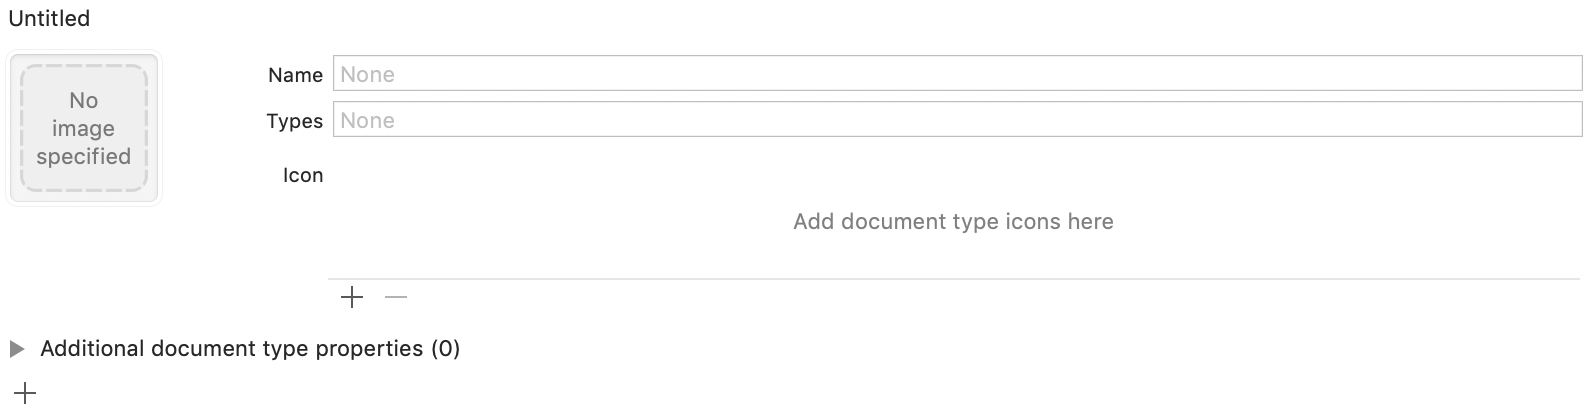 Untitled
No
image
specified
Name
None
Types
None
Icon
Add document type icons here
Additional document type properties (0)